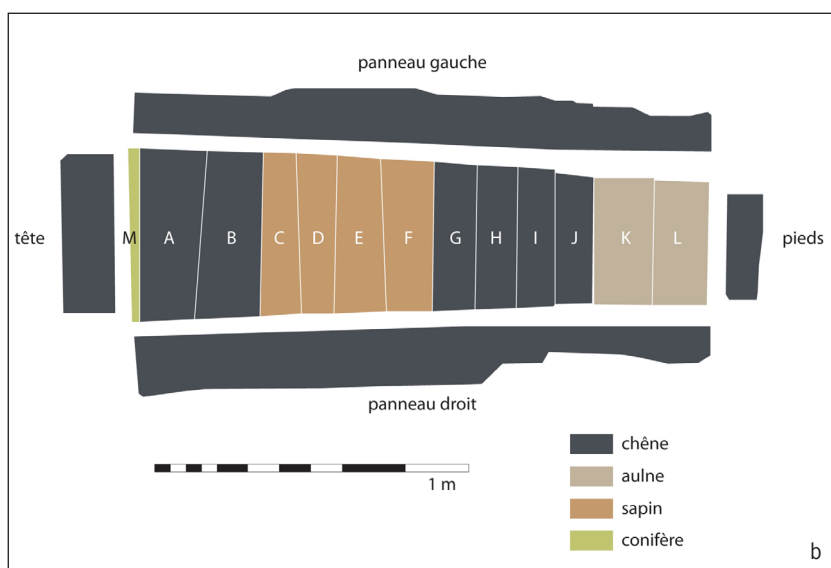 panneau gauche
tête
M A B C D E F G H I J K L
pieds
panneau droit
1 m
chêne
aulne
sapin
conifère
b